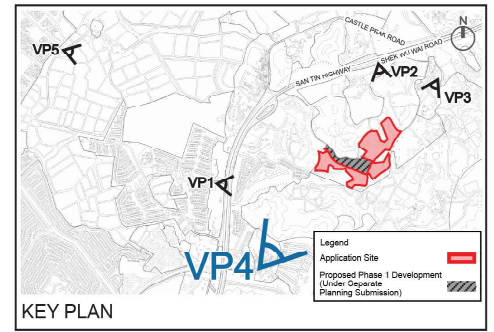 N
CASTLE PEAK ROAD
SHEK WU WAI ROAD
SAN TIN HIGHWAY
VP5
VP2
VP3
VP1
VP4
Legend
Application Site
Proposed Phase 1 Development
(Under Separate
Planning Submission)
KEY PLAN